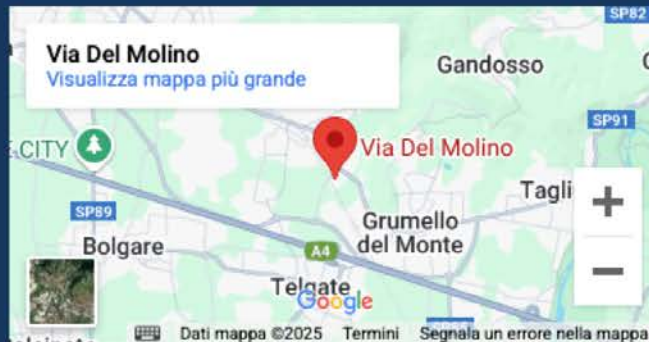 SP82
Via Del Molino
Visualizza mappa più grande
Gandosso
SP91
CITY
Via Del Molino
Tagli
SP89
Grumello
del Monte
Bolgare
A4
Telgate
Google
Dati mappa ©2025 Termini Segnala un errore nella mappa